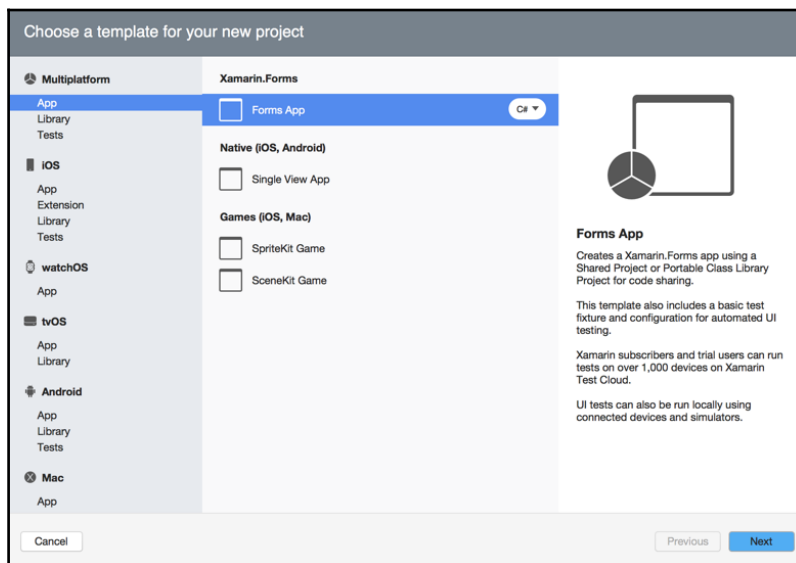 Choose a template for your new project
Multiplatform
App
Library
Tests
iOS
App
Extension
Library
Tests
watchOS
App
tvOS
App
Library
Android
App
Library
Tests
Mac
App
Xamarin.Forms
Forms App
C#
Native (iOS, Android)
Single View App
Games (iOS, Mac)
SpriteKit Game
SceneKit Game
Forms App
Creates a Xamarin.Forms app using a
Shared Project or Portable Class Library
Project for code sharing.
This template also includes a basic test
fixture and configuration for automated UI
testing.
Xamarin subscribers and trial users can run
tests on over 1,000 devices on Xamarin
Test Cloud.
UI tests can also be run locally using
connected devices and simulators.
Cancel
Previous
Next